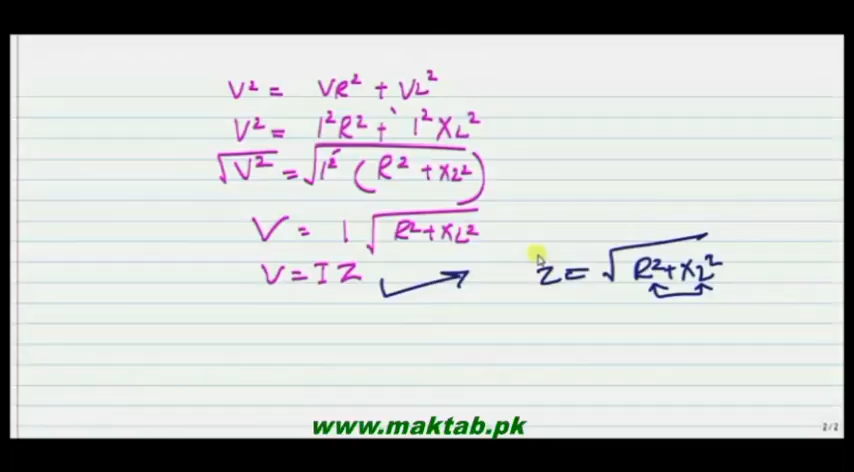 V² = VR² + VL²
V² = I²R² + I²XL²
√V² = √I² (R² + XL²)
V = I √R²+XL²
V = IZ
Z = √R²+XL²
www.maktab.pk
2/2